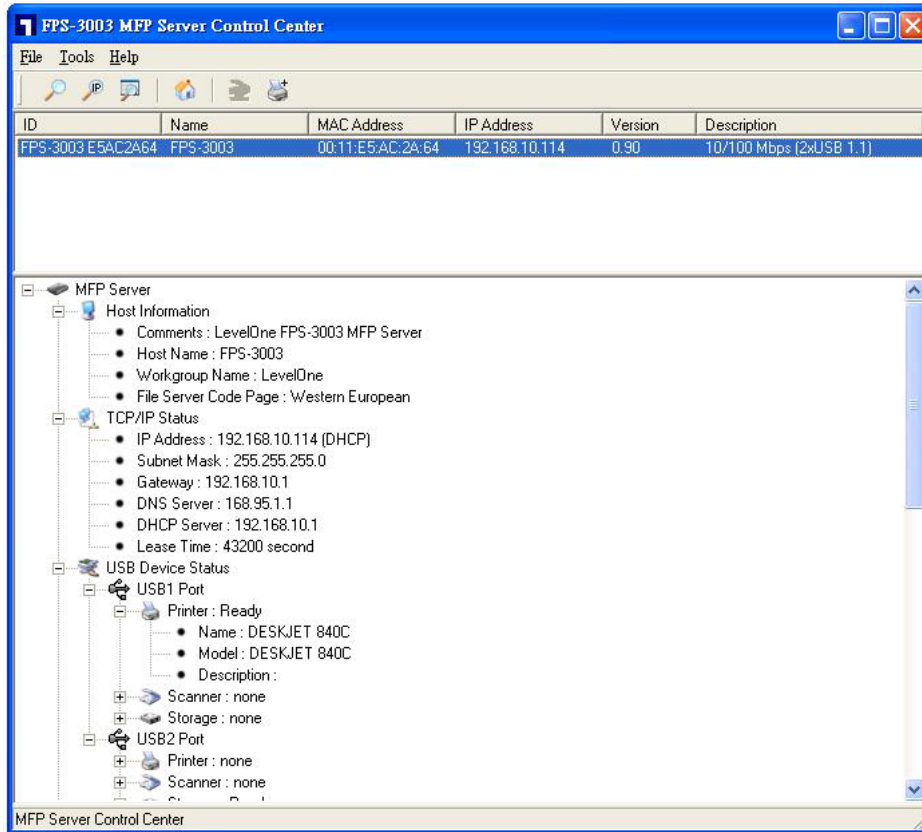 FPS-3003 MFP Server Control Center
File Tools Help
IP
ID Name MAC Address IP Address Version Description
FPS-3003 E5AC2A64 FPS-3003 00:11:E5:AC:2A:64 192.168.10.114 0.90 10/100 Mbps (2xUSB 1.1)
MFP Server
Host Information
Comments : LevelOne FPS-3003 MFP Server
Host Name : FPS-3003
Workgroup Name : LevelOne
File Server Code Page : Western European
TCP/IP Status
IP Address : 192.168.10.114 (DHCP)
Subnet Mask : 255.255.255.0
Gateway : 192.168.10.1
DNS Server : 168.95.1.1
DHCP Server : 192.168.10.1
Lease Time : 43200 second
USB Device Status
USB1 Port
Printer : Ready
Name : DESKJET 840C
Model : DESKJET 840C
Description :
Scanner : none
Storage : none
USB2 Port
Printer : none
Scanner : none
MFP Server Control Center